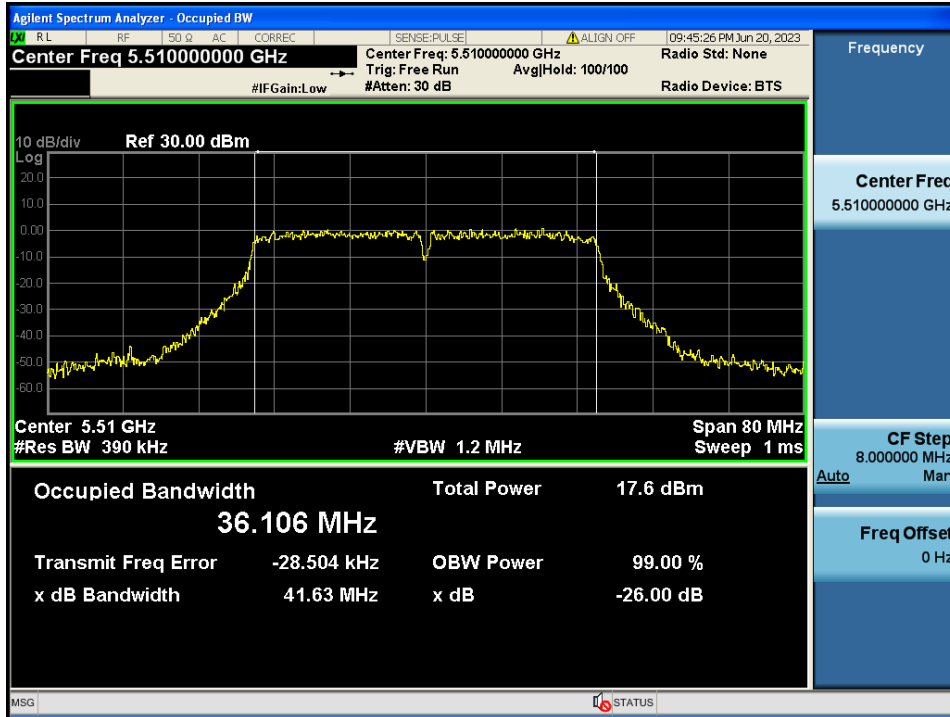 Agilent Spectrum Analyzer - Occupied BW
LXI RL RF 50 Ω AC CORREC SENSE:PULSE ALIGN OFF 09:45:26 PM Jun 20, 2023
Center Freq 5.510000000 GHz
Center Freq: 5.510000000 GHz Radio Std: None
Trig: Free Run Avg|Hold: 100/100
#IFGain:Low #Atten: 30 dB Radio Device: BTS
10 dB/div Ref 30.00 dBm
Log
20.0
10.0
0.00
-10.0
-20.0
-30.0
-40.0
-50.0
-60.0
Center 5.51 GHz Span 80 MHz
#Res BW 390 kHz #VBW 1.2 MHz Sweep 1 ms
Occupied Bandwidth Total Power 17.6 dBm
36.106 MHz
Transmit Freq Error -28.504 kHz OBW Power 99.00 %
x dB Bandwidth 41.63 MHz x dB -26.00 dB
MSG STATUS
Frequency
Center Freq
5.510000000 GHz
CF Step
8.000000 MHz
Auto Man
Freq Offset
0 Hz